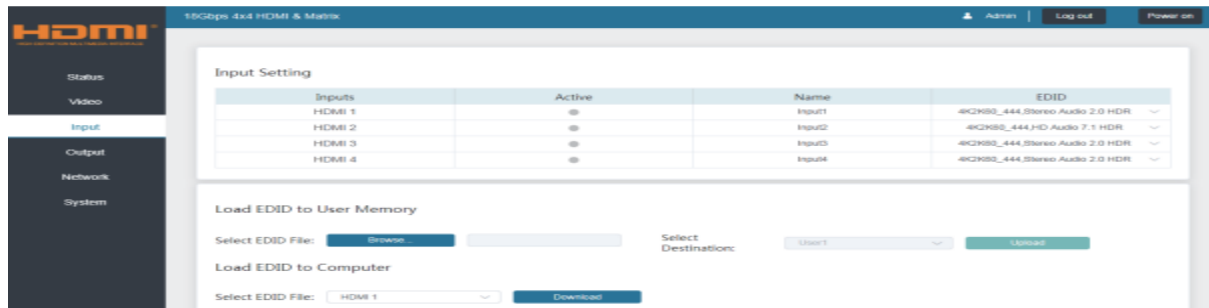 18Gbps 4x4 HDMI & Matrix
Admin
Log out
Power on
HDMI
Status
Video
Input
Output
Network
System
Input Setting
Inputs Active Name EDID
HDMI 1 Input1 4K2K60_444,Stereo Audio 2.0 HDR
HDMI 2 Input2 4K2K60_444,HD Audio 7.1 HDR
HDMI 3 Input3 4K2K60_444,Stereo Audio 2.0 HDR
HDMI 4 Input4 4K2K60_444,Stereo Audio 2.0 HDR
Load EDID to User Memory
Select EDID File: Browse...
Select
Destination:
User1
Upload
Load EDID to Computer
Select EDID File: HDMI 1 Download